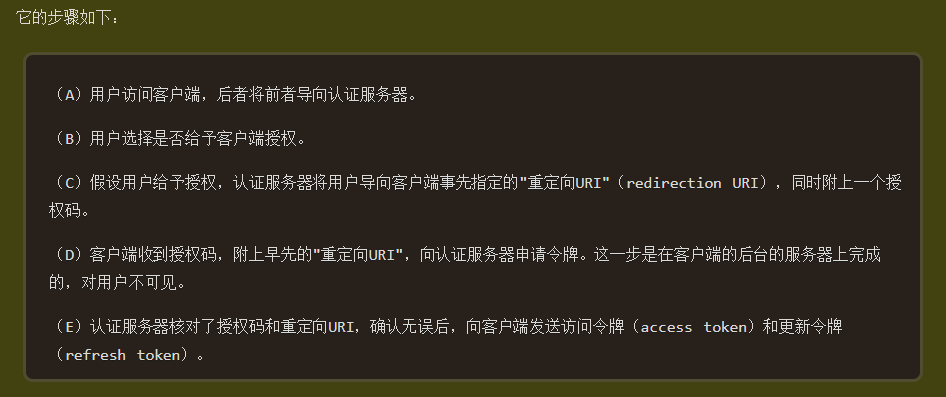 它的步骤如下：
（A）用户访问客户端，后者将前者导向认证服务器。
（B）用户选择是否给予客户端授权。
（C）假设用户给予授权，认证服务器将用户导向客户端事先指定的"重定向URI"（redirection URI），同时附上一个授
权码。
（D）客户端收到授权码，附上早先的"重定向URI"，向认证服务器申请令牌。这一步是在客户端的后台的服务器上完成
的，对用户不可见。
（E）认证服务器核对了授权码和重定向URI，确认无误后，向客户端发送访问令牌（access token）和更新令牌
（refresh token）。